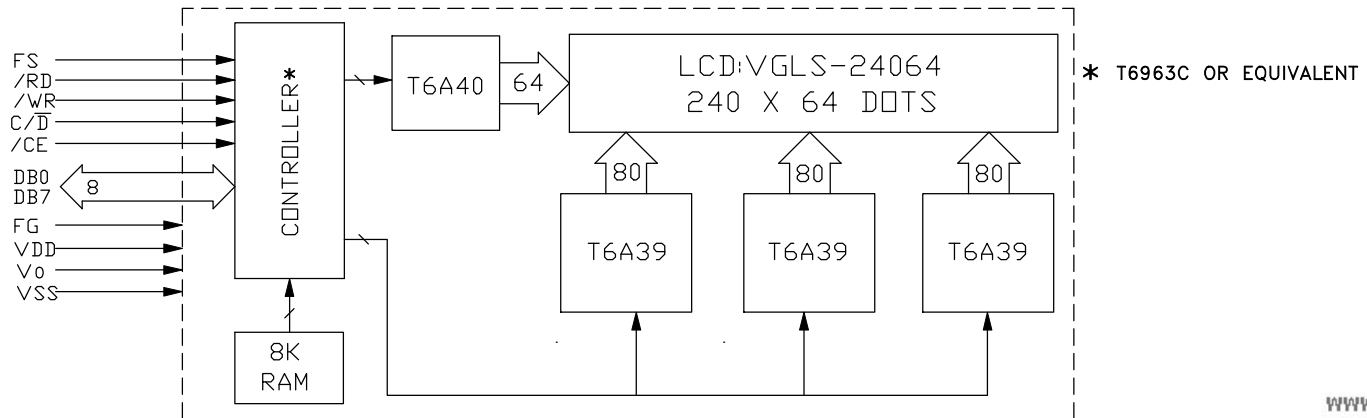 FS
/RD
/WR
C/D̅
/CE
DB0
DB7
8
FG
VDD
Vo
VSS
CONTROLLER*
8K
RAM
T6A40
64
LCD:VGLS-24064
240 X 64 DOTS
80
80
80
T6A39
T6A39
T6A39
* T6963C OR EQUIVALENT
www